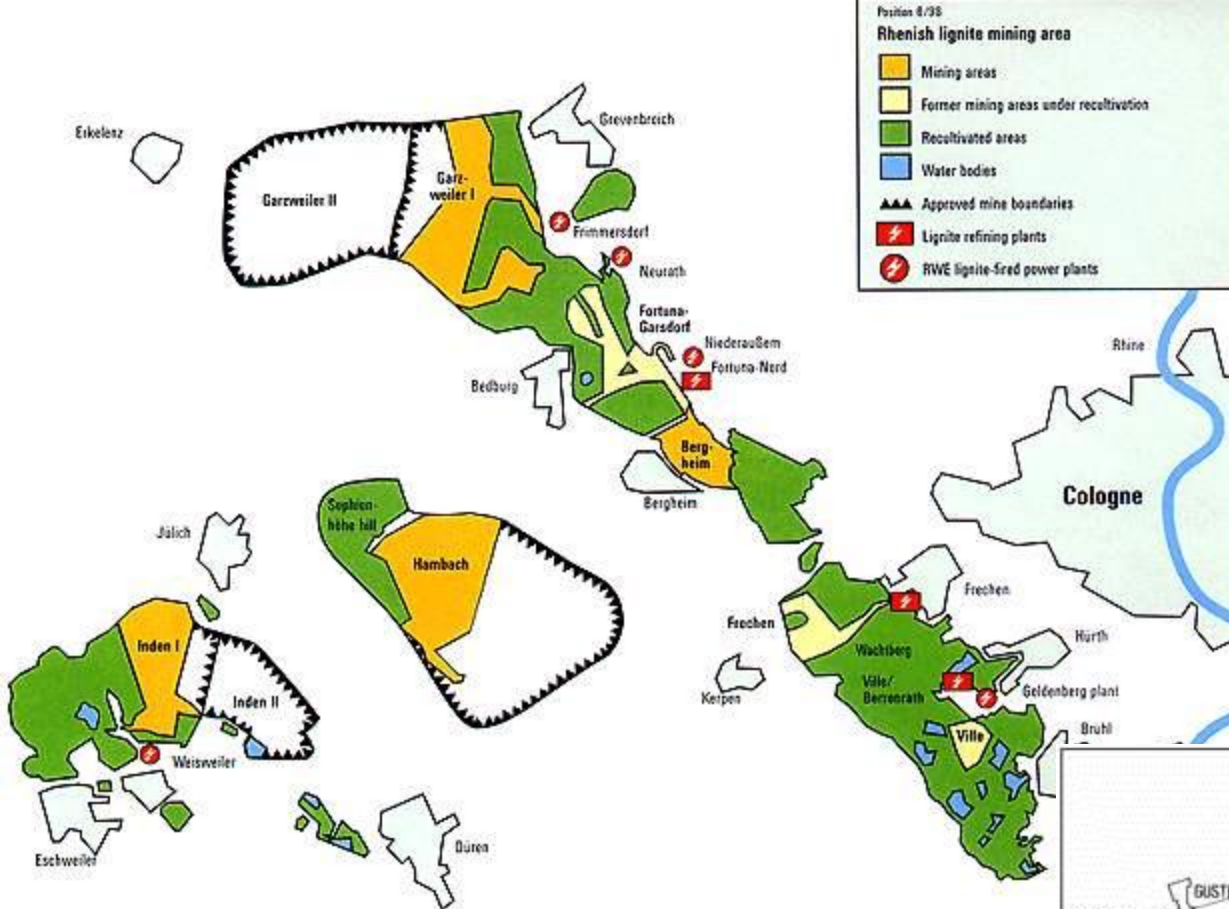 Position 6/98
Rhenish lignite mining area
Mining areas
Former mining areas under recultivation
Recultivated areas
Water bodies
Approved mine boundaries
Lignite refining plants
RWE lignite-fired power plants
Erkelenz
Grevenbroich
Garzweiler II
Garz-
weiler I
Frimmersdorf
Neurath
Fortuna-
Garsdorf
Niederaußem
Fortuna-Nord
Bedburg
Rhine
Berg-
heim
Bergheim
Cologne
Sophien-
höhe hill
Jülich
Hambach
Frechen
Frechen
Inden I
Wachtberg
Hürth
Kerpen
Ville/
Berrenrath
Goldenberg plant
Inden II
Ville
Brühl
Weisweiler
Eschweiler
Düren